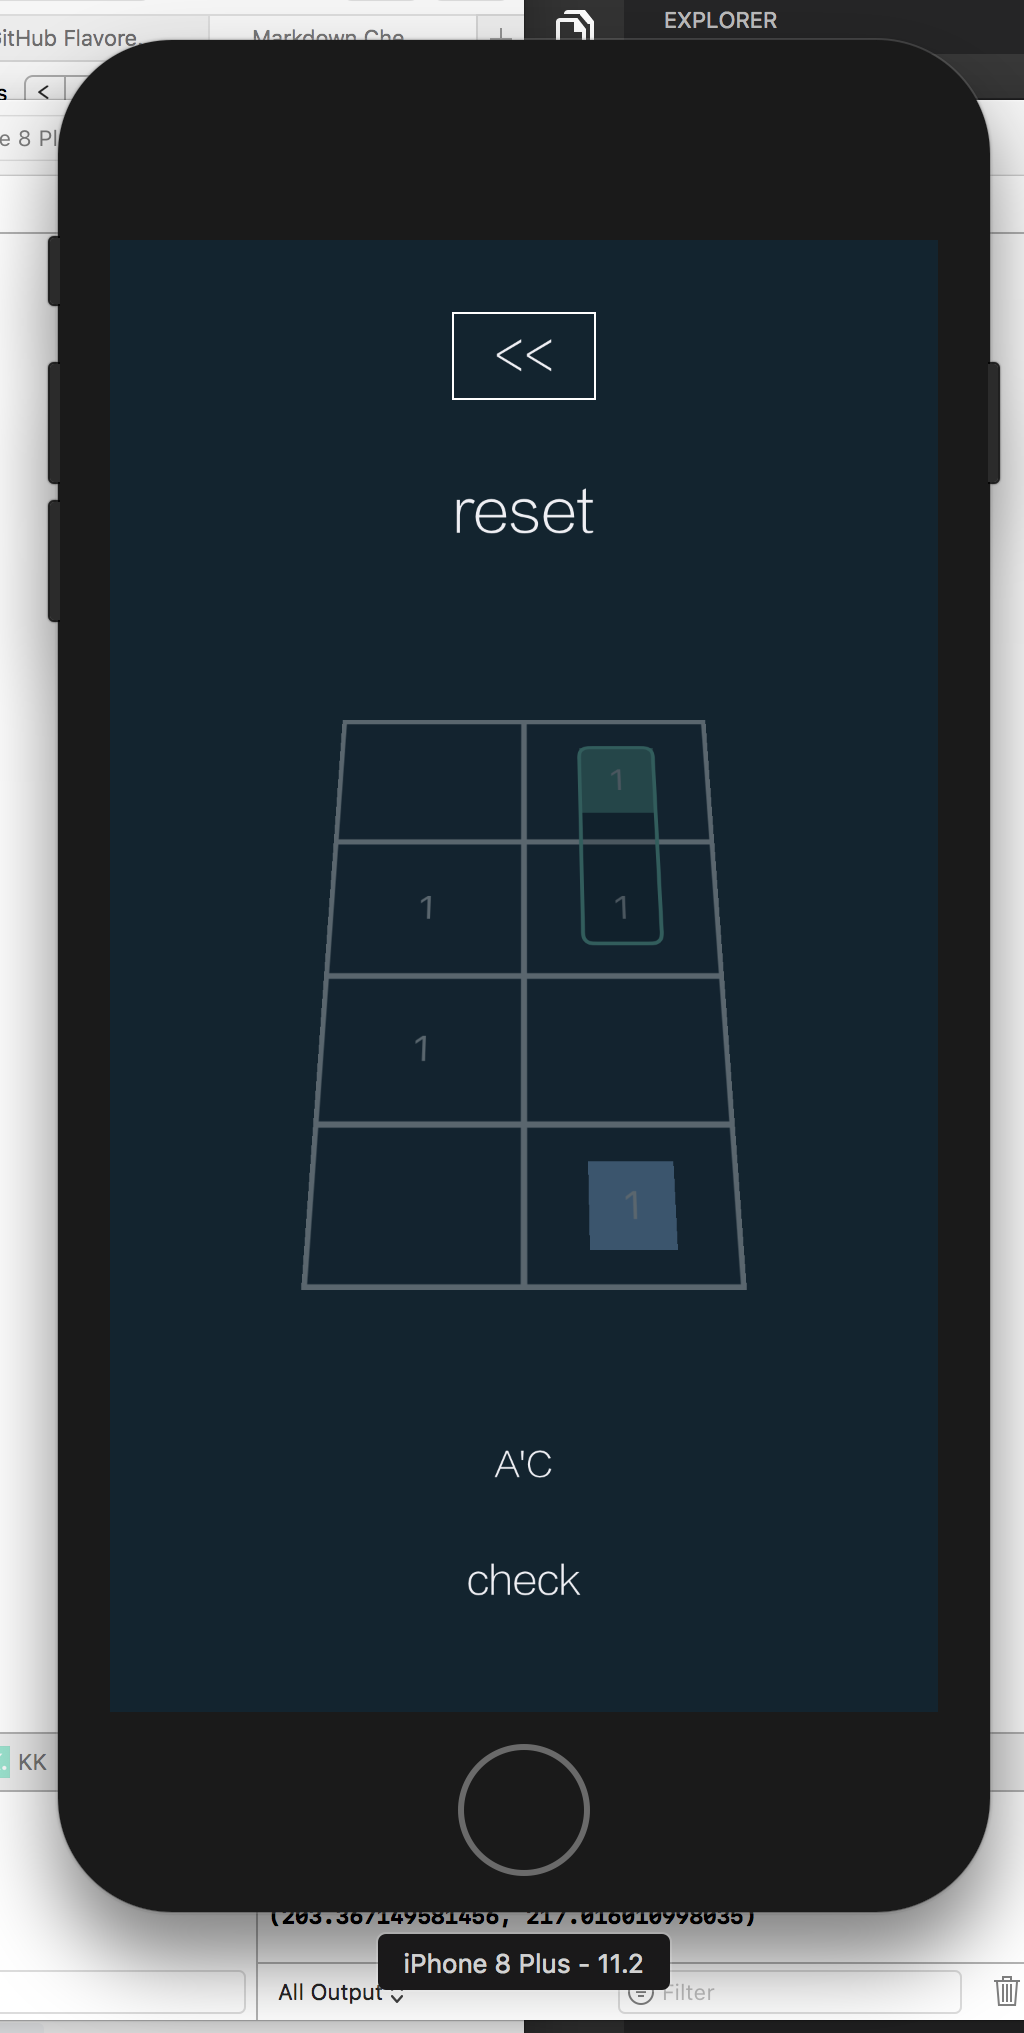 EXPLORER
itHub Flavore.
Markdown Che
s
<
e 8 Pl
<<
reset
1
1
1
1
1
A'C
check
KK
(203.367149581456, 217.016010998035)
iPhone 8 Plus - 11.2
All Output
Filter